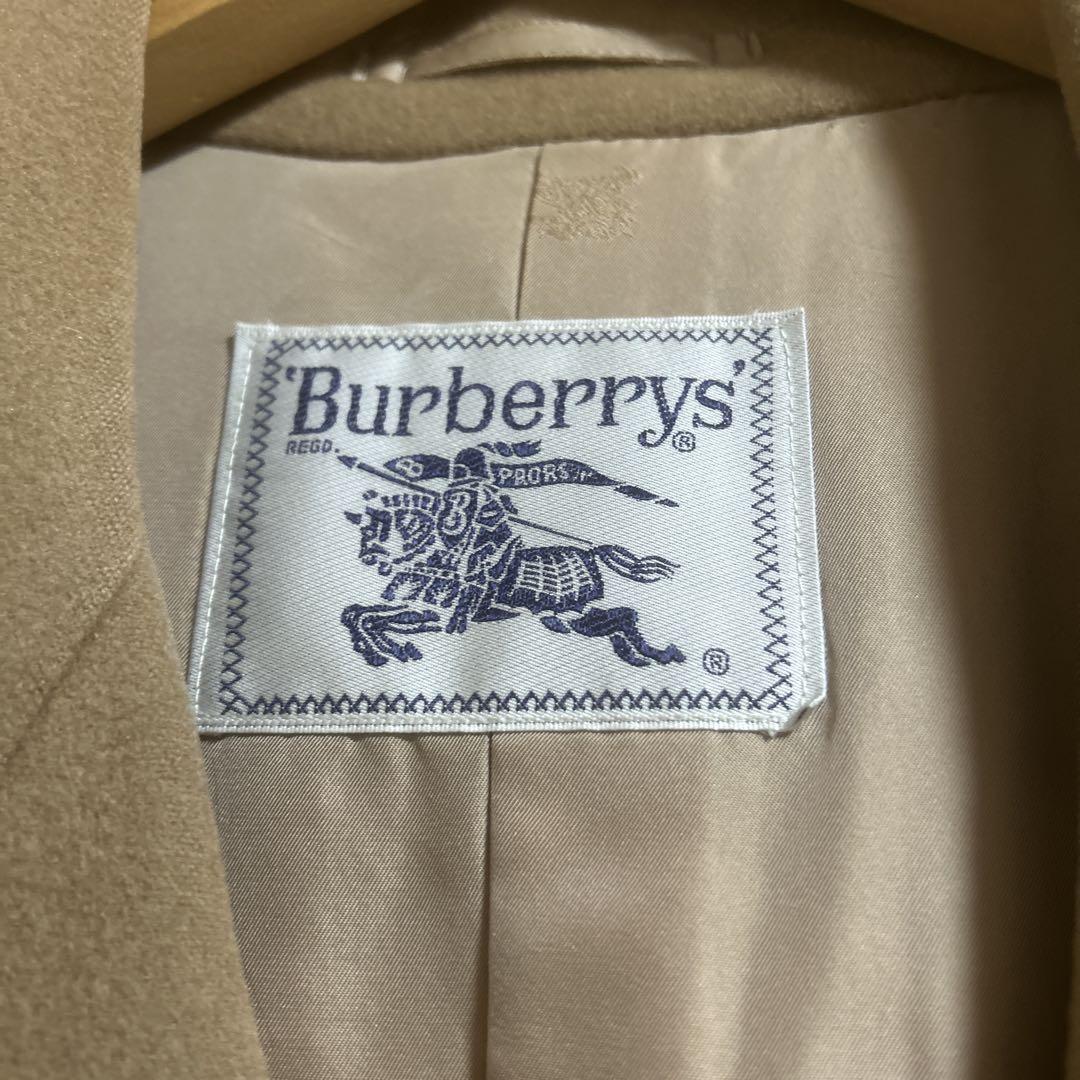 'Burberrys'
®
REGD.
B
PRORSUM
®